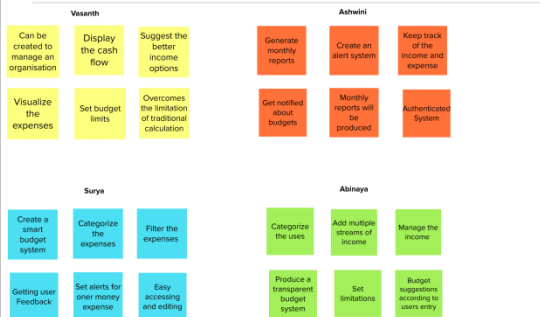 Vasanth
Can be
created to
manage an
organisation
Display
the cash
flow
Suggest the
better
income
options
Visualize
the
expenses
Set budget
limits
Overcomes
the limitation
of traditional
calculation
Ashwini
Generate
monthly
reports
Create an
alert system
Keep track
of the
income and
expense
Get notified
about
budgets
Monthly
reports will
be
produced
Authenticated
System
Surya
Create a
smart
budget
system
Categorize
the
expenses
Filter the
expenses
Getting user
Feedback
Set alerts for
oner money
expense
Easy
accessing
and editing
Abinaya
Categorize
the uses
Add multiple
streams of
income
Manage the
income
Produce a
transparent
budget
system
Set
limitations
Budget
suggestions
according to
users entry